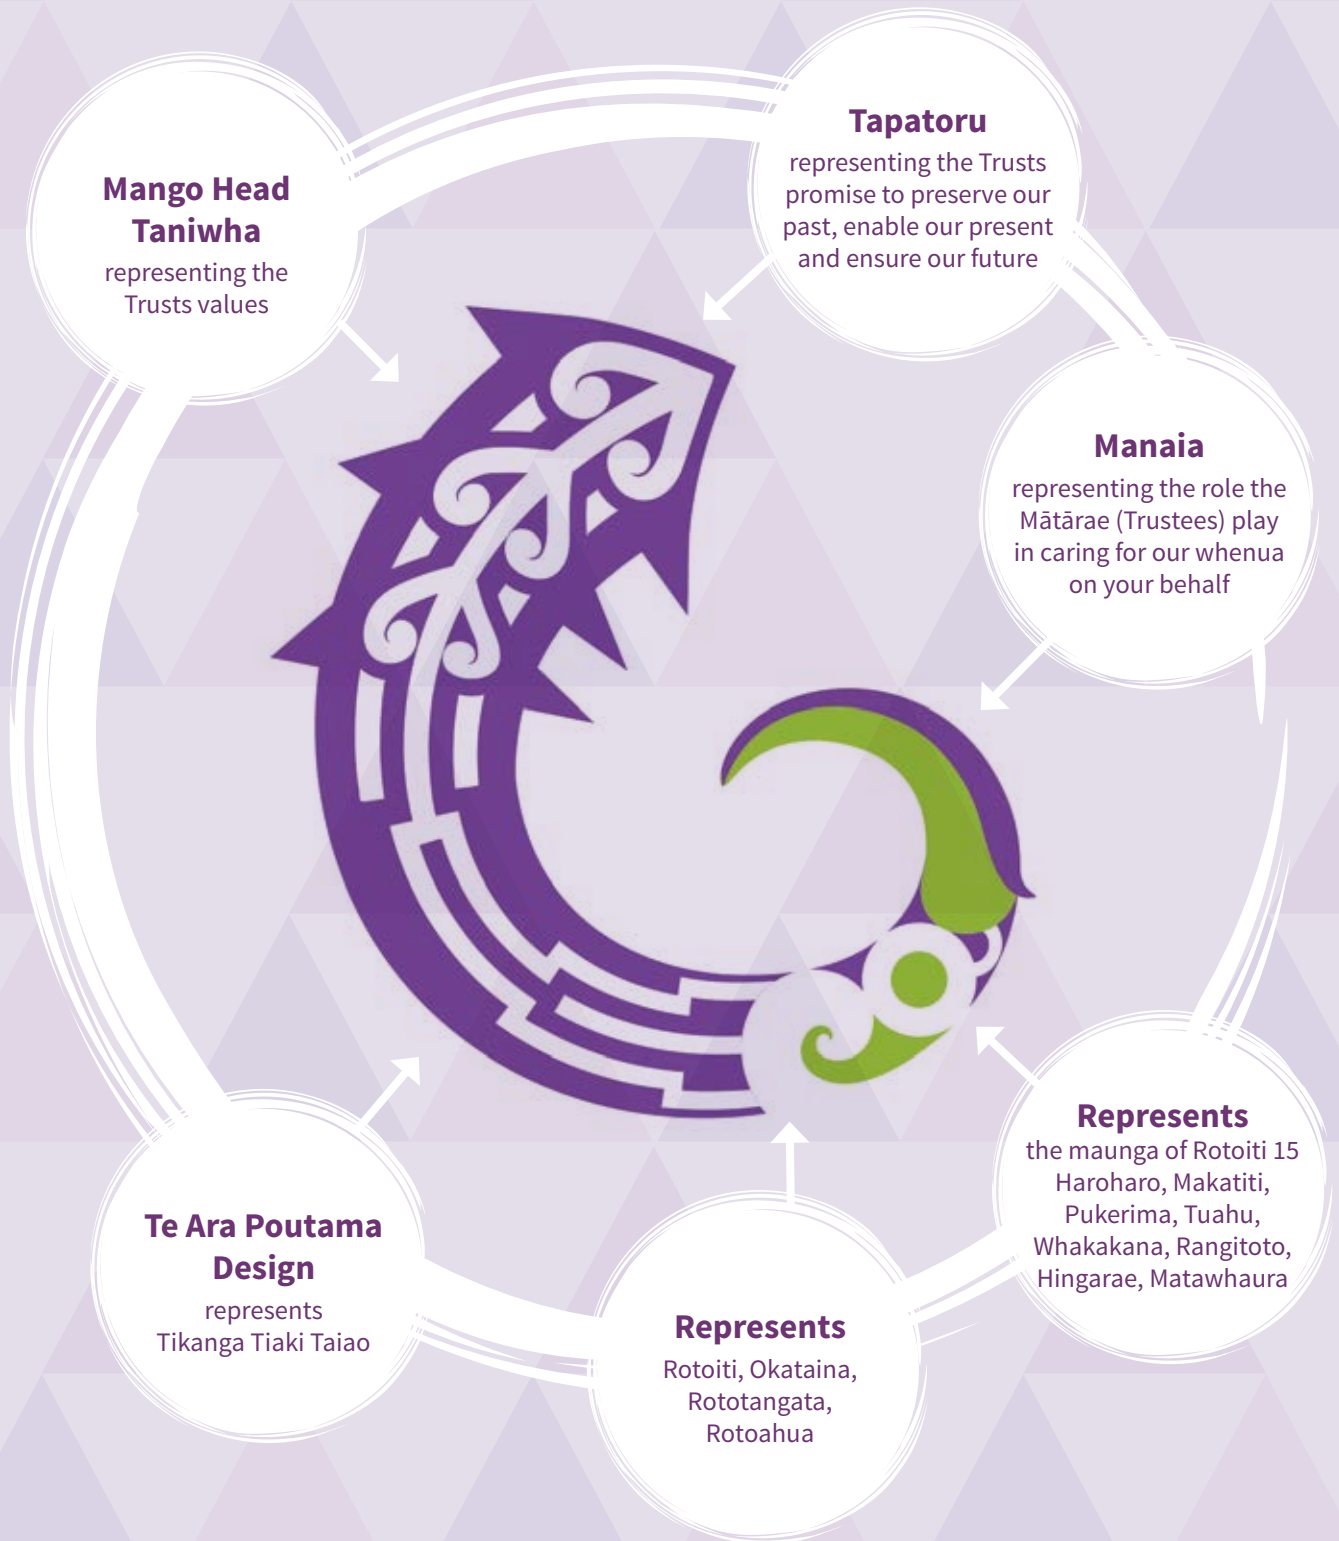 Mango Head
Taniwha
representing the
Trusts values
Tapatoru
representing the Trusts
promise to preserve our
past, enable our present
and ensure our future
Manaia
representing the role the
Mātārae (Trustees) play
in caring for our whenua
on your behalf
Represents
the maunga of Rotoiti 15
Haroharo, Makatiti,
Pukerima, Tuahu,
Whakakana, Rangitoto,
Hingarae, Matawhaura
Represents
Rotoiti, Okataina,
Rototangata,
Rotoahua
Te Ara Poutama
Design
represents
Tikanga Tiaki Taiao